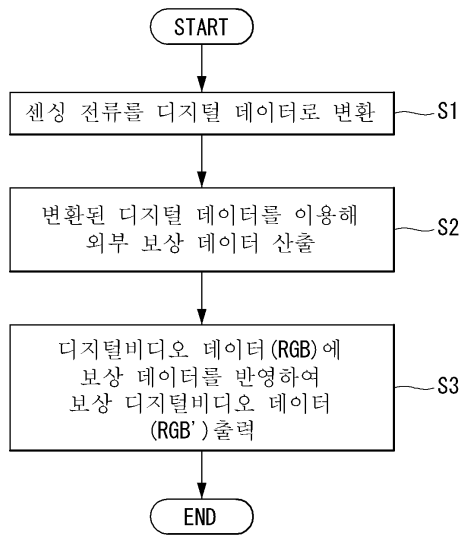 START
센싱 전류를 디지털 데이터로 변환
S1
변환된 디지털 데이터를 이용해
외부 보상 데이터 산출
S2
디지털비디오 데이터(RGB)에
보상 데이터를 반영하여
보상 디지털비디오 데이터
(RGB')출력
S3
END